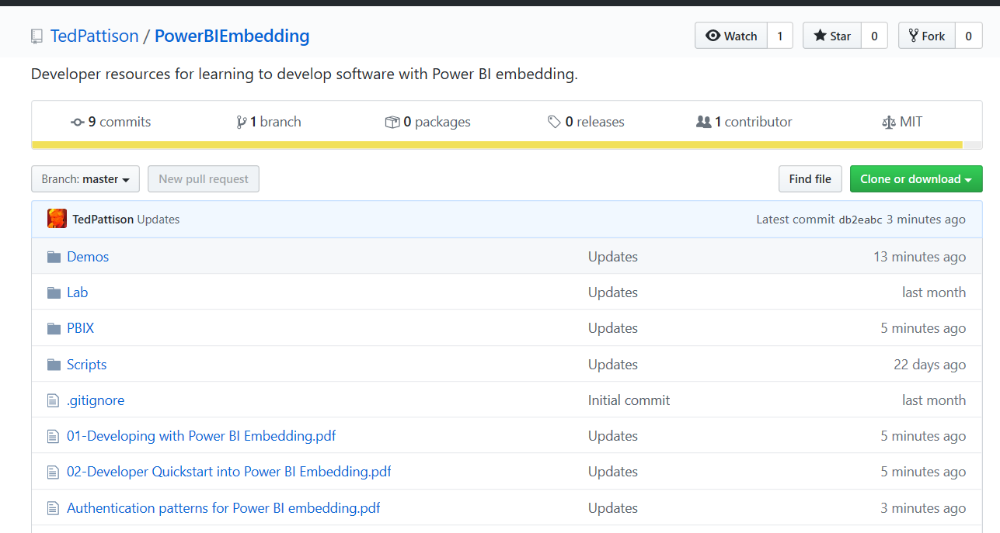 TedPattison / PowerBIEmbedding Watch 1 Star 0 Fork 0
Developer resources for learning to develop software with Power BI embedding.
9 commits 1 branch 0 packages 0 releases 1 contributor MIT
Branch: master New pull request Find file Clone or download
TedPattison Updates Latest commit db2eabc 3 minutes ago
Demos Updates 13 minutes ago
Lab Updates last month
PBIX Updates 5 minutes ago
Scripts Updates 22 days ago
.gitignore Initial commit last month
01-Developing with Power BI Embedding.pdf Updates 5 minutes ago
02-Developer Quickstart into Power BI Embedding.pdf Updates 5 minutes ago
Authentication patterns for Power BI embedding.pdf Updates 3 minutes ago